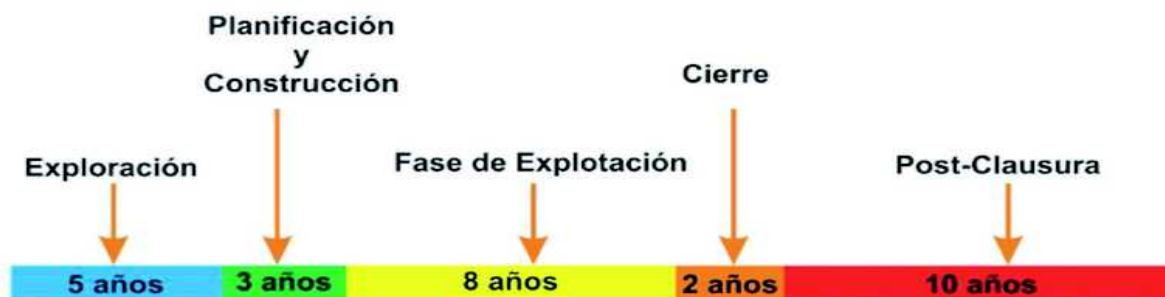 Planificación
y
Construcción
Cierre
Exploración
Fase de Explotación
Post-Clausura
5 años
3 años
8 años
2 años
10 años